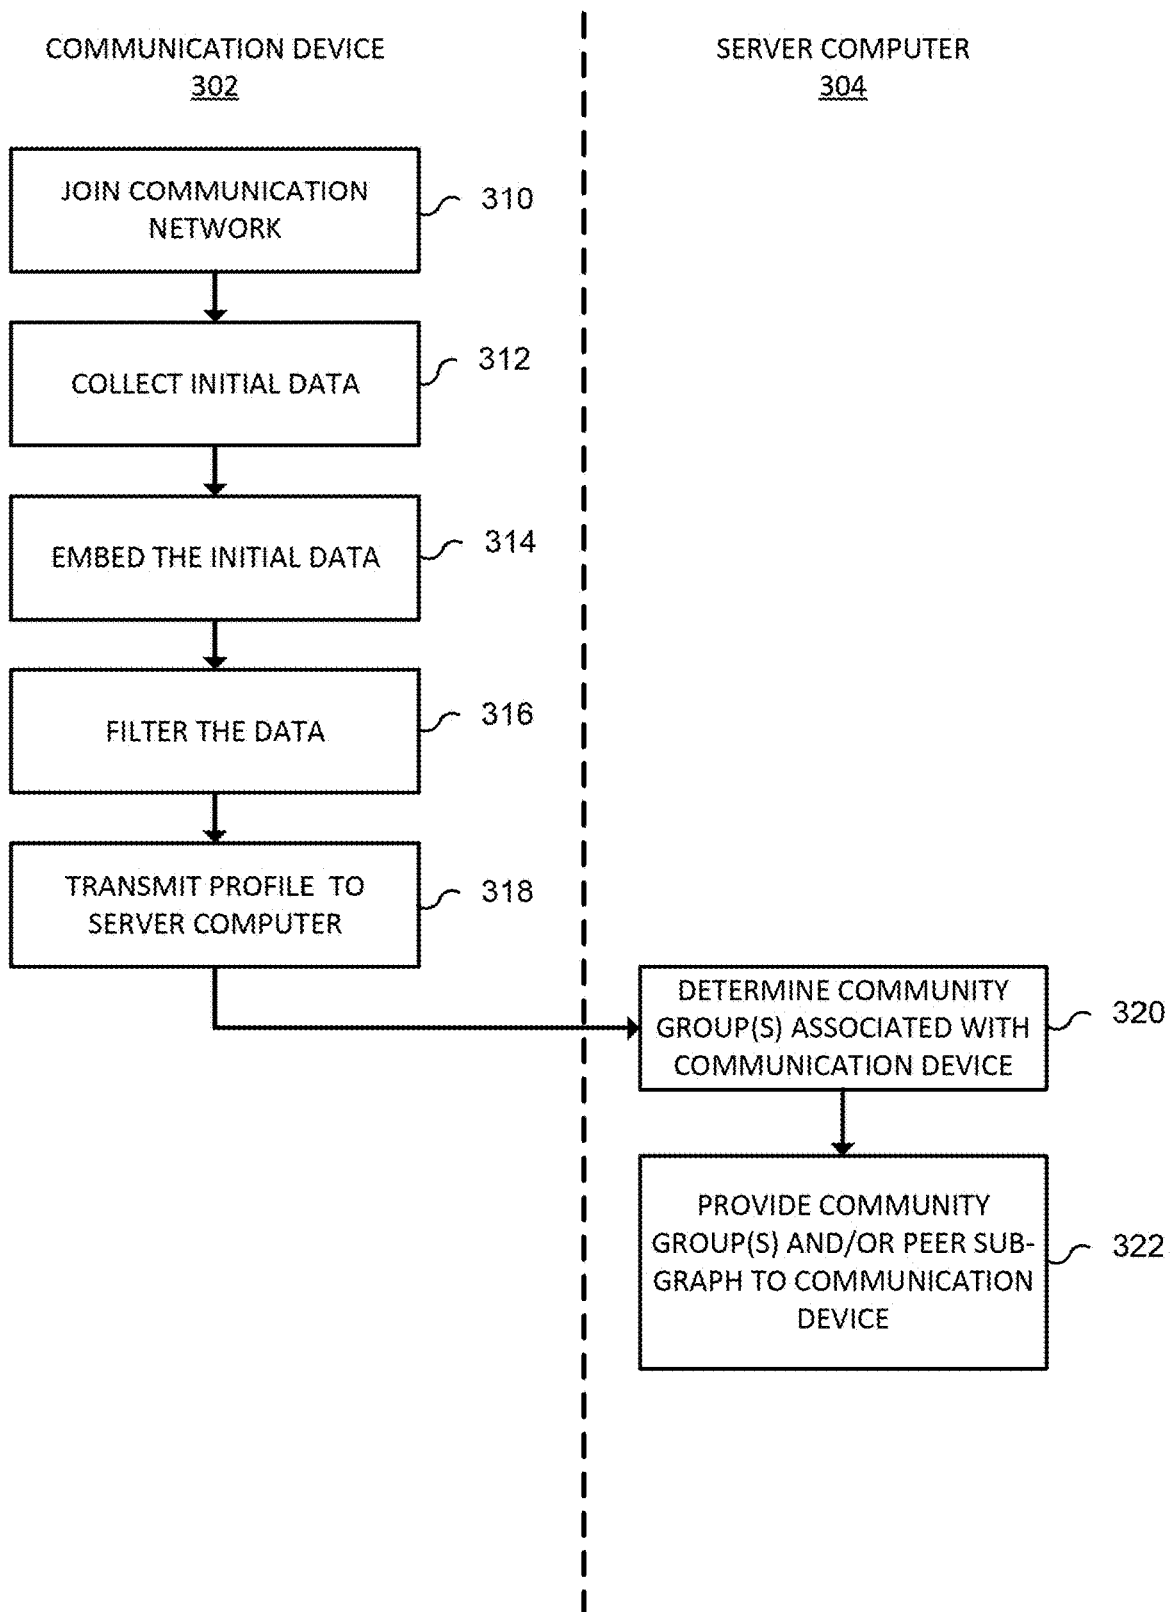 COMMUNICATION DEVICE
302
SERVER COMPUTER
304
JOIN COMMUNICATION
NETWORK
310
COLLECT INITIAL DATA
312
EMBED THE INITIAL DATA
314
FILTER THE DATA
316
TRANSMIT PROFILE TO
SERVER COMPUTER
318
DETERMINE COMMUNITY
GROUP(S) ASSOCIATED WITH
COMMUNICATION DEVICE
320
PROVIDE COMMUNITY
GROUP(S) AND/OR PEER SUB-
GRAPH TO COMMUNICATION
DEVICE
322